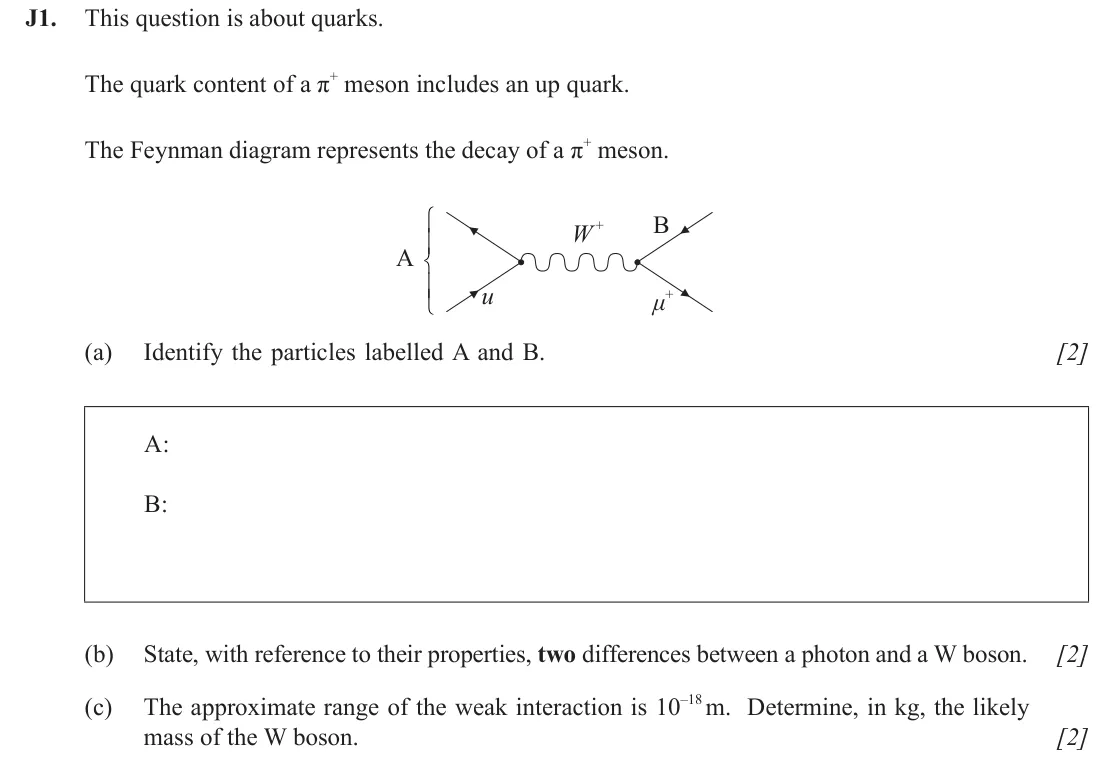 J1. This question is about quarks.
The quark content of a π⁺ meson includes an up quark.
The Feynman diagram represents the decay of a π⁺ meson.
W⁺
B
A
u
μ⁺
(a) Identify the particles labelled A and B. [2]
A:
B:
(b) State, with reference to their properties, two differences between a photon and a W boson. [2]
(c) The approximate range of the weak interaction is 10⁻¹⁸ m. Determine, in kg, the likely
mass of the W boson. [2]